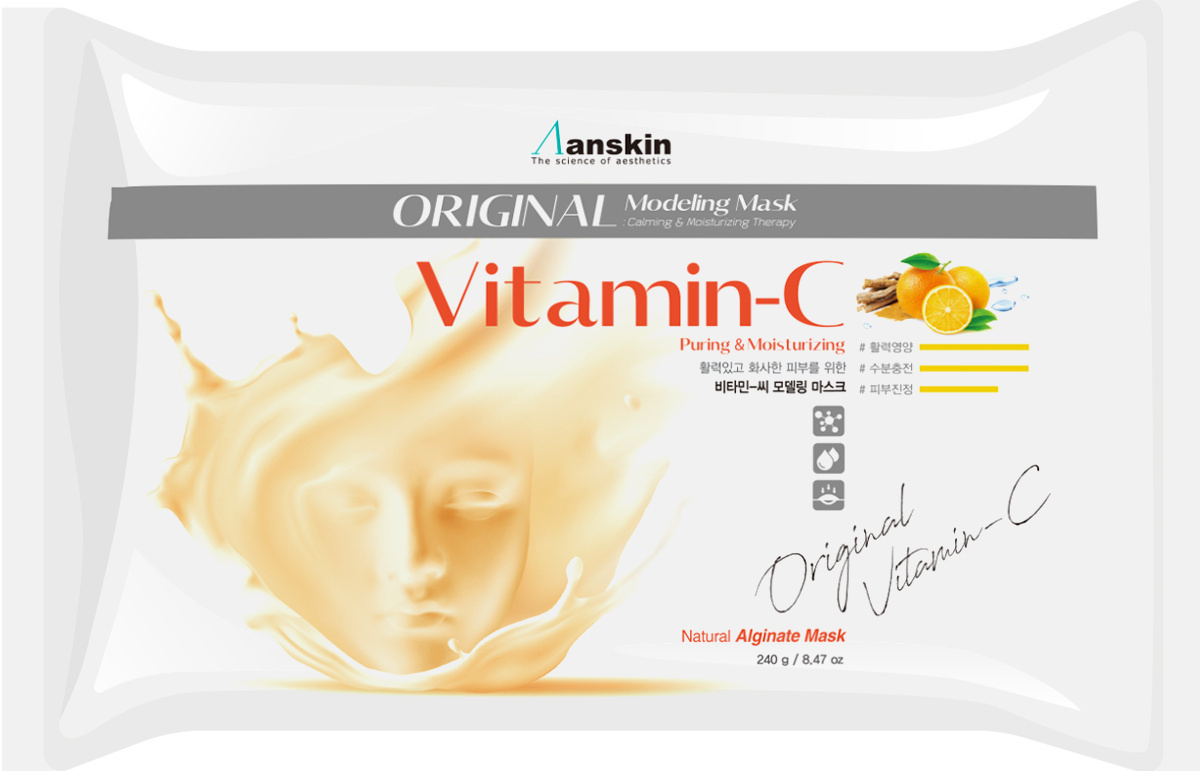 Aanskin
The science of aesthetics
ORIGINAL Modeling Mask
: Calming & Moisturizing Therapy
Vitamin-C
Puring & Moisturizing
활력있고 화사한 피부를 위한
비타민-씨 모델링 마스크
# 활력영양
# 수분충전
# 피부진정
Original
Vitamin-C
Natural Alginate Mask
240 g / 8.47 oz